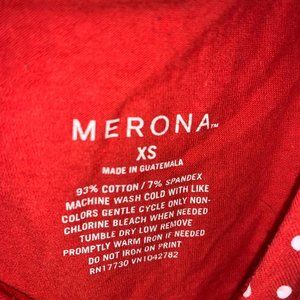 MERONA™
XS
MADE IN GUATEMALA
93% COTTON/7% SPANDEX
MACHINE WASH COLD WITH LIKE
COLORS GENTLE CYCLE ONLY NON-
CHLORINE BLEACH WHEN NEEDED
TUMBLE DRY LOW REMOVE
PROMPTLY WARM IRON IF NEEDED
DO NOT IRON ON PRINT
RN17730 VN1042782